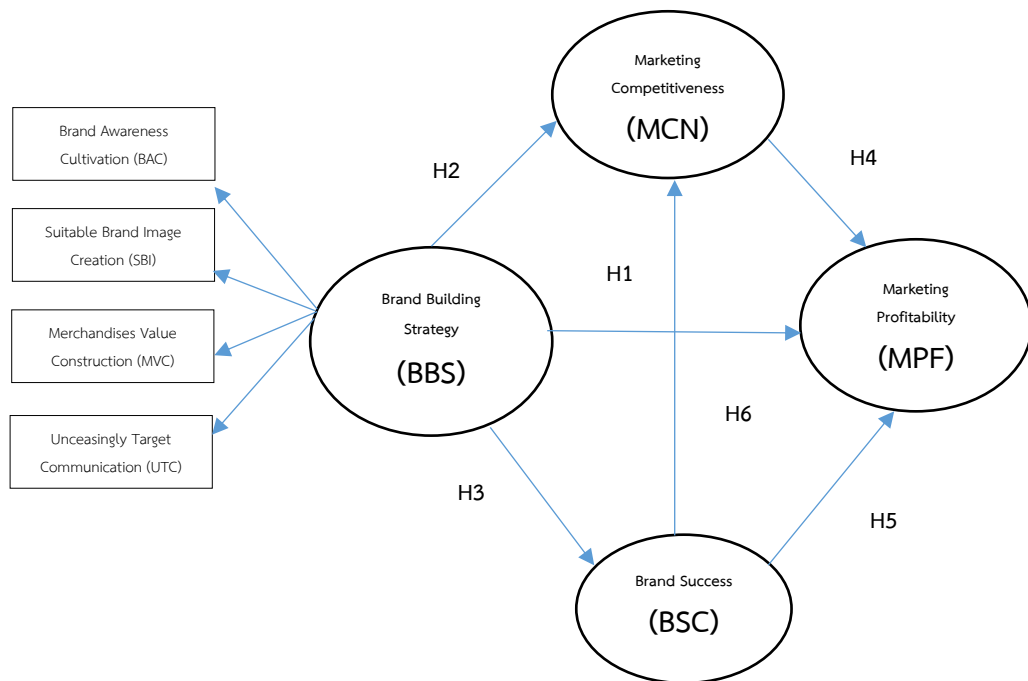 Marketing
Competitiveness
(MCN)
Brand Awareness
Cultivation (BAC)
H2
H4
Suitable Brand Image
Creation (SBI)
H1
Brand Building
Strategy
(BBS)
Marketing
Profitability
(MPF)
Merchandises Value
Construction (MVC)
H6
Unceasingly Target
Communication (UTC)
H3
H5
Brand Success
(BSC)